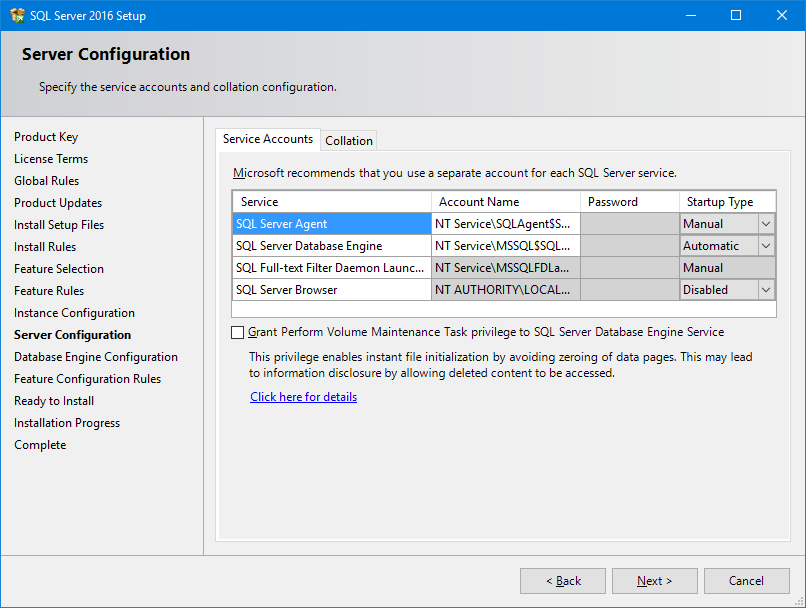 SQL Server 2016 Setup
Server Configuration
Specify the service accounts and collation configuration.
Product Key
License Terms
Global Rules
Product Updates
Install Setup Files
Install Rules
Feature Selection
Feature Rules
Instance Configuration
Server Configuration
Database Engine Configuration
Feature Configuration Rules
Ready to Install
Installation Progress
Complete
Service Accounts Collation
Microsoft recommends that you use a separate account for each SQL Server service.
Service Account Name Password Startup Type
SQL Server Agent NT Service\SQLAgent$S... Manual
SQL Server Database Engine NT Service\MSSQL$SQL... Automatic
SQL Full-text Filter Daemon Launc... NT Service\MSSQLFDLa... Manual
SQL Server Browser NT AUTHORITY\LOCAL... Disabled
Grant Perform Volume Maintenance Task privilege to SQL Server Database Engine Service
This privilege enables instant file initialization by avoiding zeroing of data pages. This may lead
to information disclosure by allowing deleted content to be accessed.
Click here for details
< Back Next > Cancel